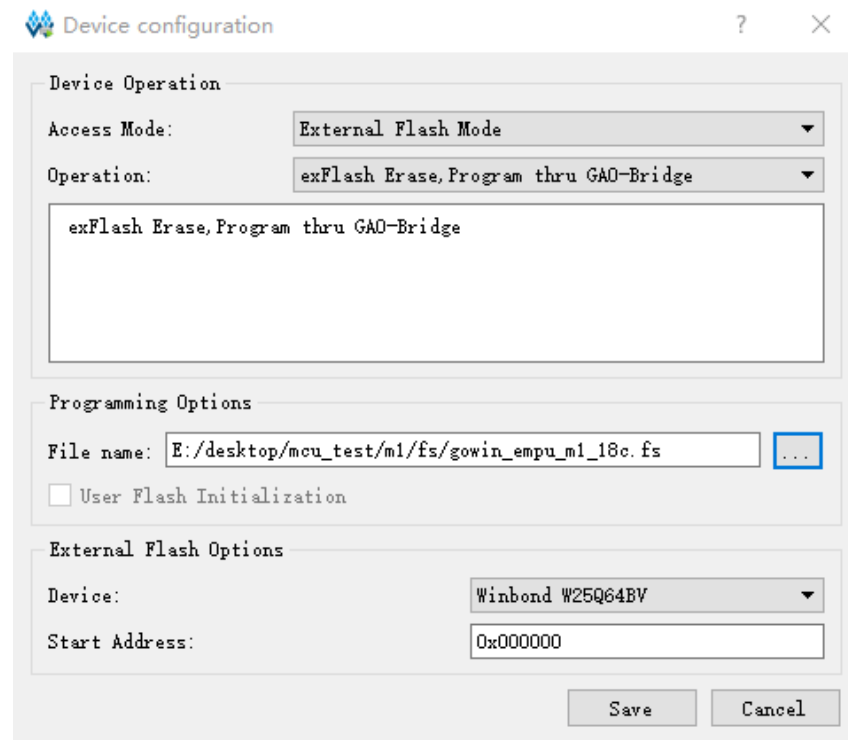 Device configuration
?
Device Operation
Access Mode:
External Flash Mode
Operation:
exFlash Erase,Program thru GAO-Bridge
exFlash Erase,Program thru GAO-Bridge
Programming Options
File name:
E:/desktop/mcu_test/m1/fs/gowin_empu_m1_18c.fs
...
User Flash Initialization
External Flash Options
Device:
Winbond W25Q64BV
Start Address:
0x000000
Save
Cancel